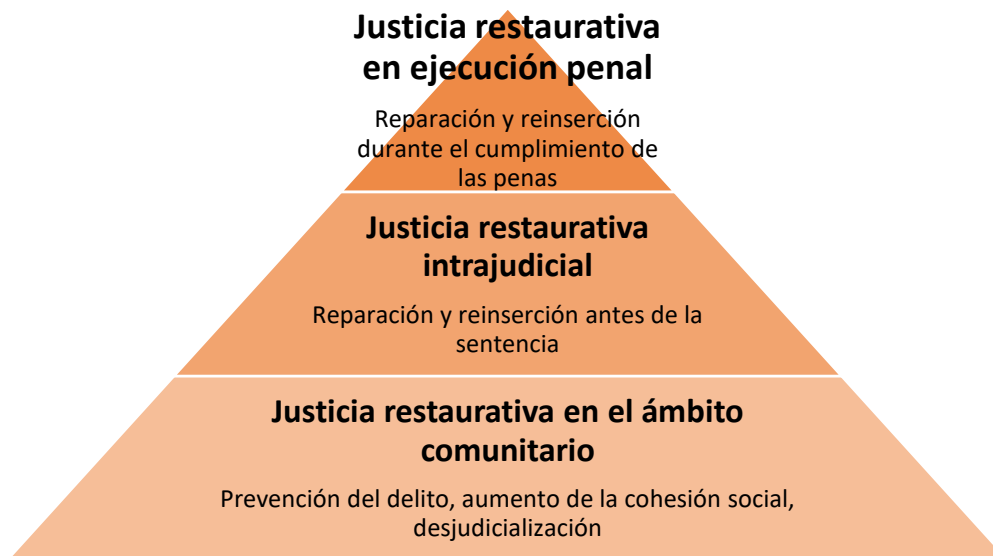 Justicia restaurativa
en ejecución penal
Reparación y reinserción
durante el cumplimiento de
las penas
Justicia restaurativa
intrajudicial
Reparación y reinserción antes de la
sentencia
Justicia restaurativa en el ámbito
comunitario
Prevención del delito, aumento de la cohesión social,
desjudicialización